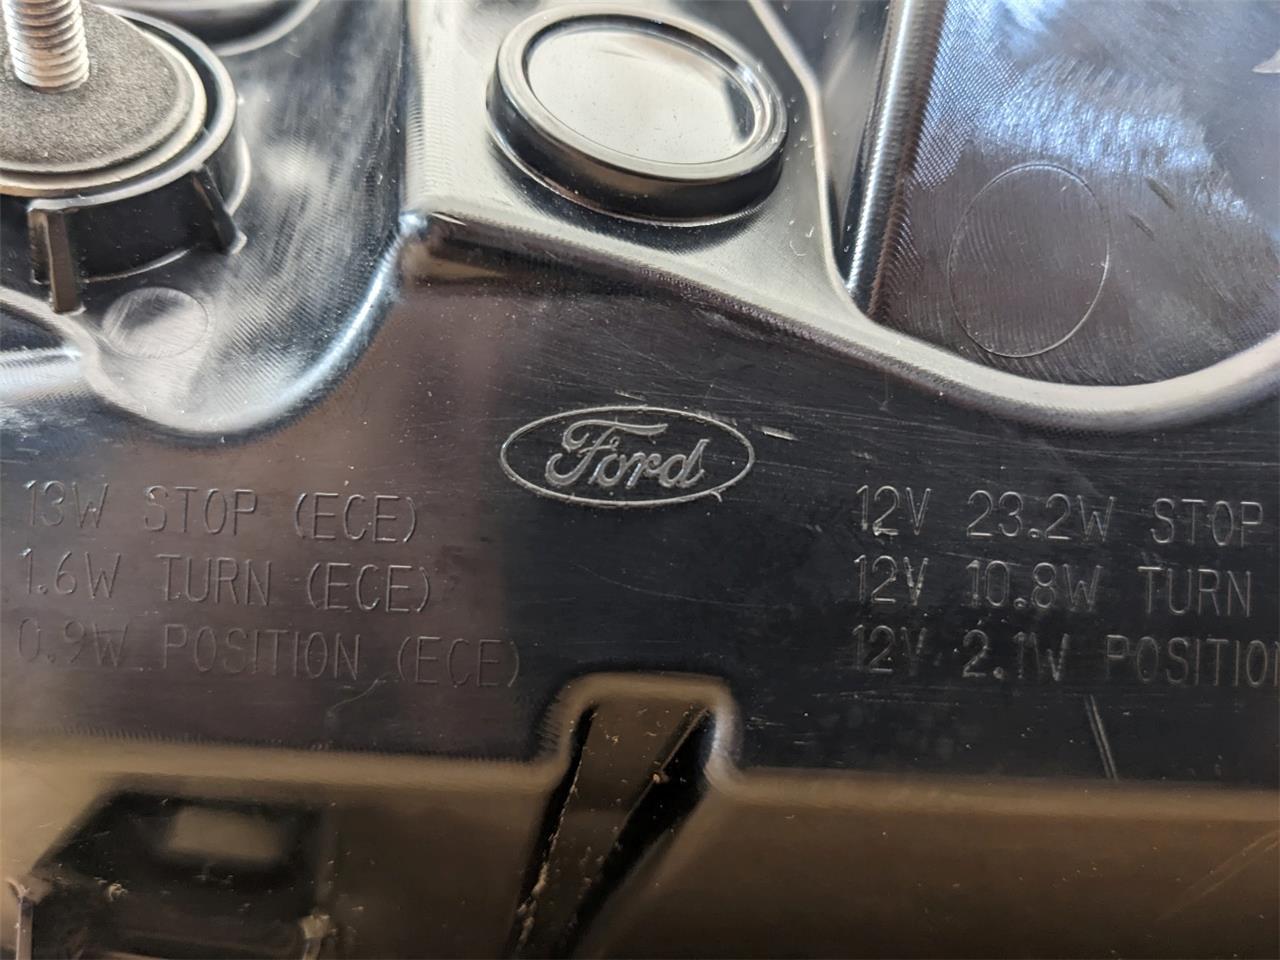 Ford
13W STOP (ECE)
1.6W TURN (ECE)
0.9W POSITION (ECE)
12V 23.2W STOP
12V 10.8W TURN
12V 2.1W POSITION